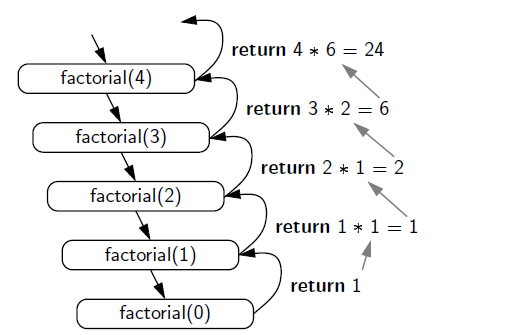 return 4 ∗ 6 = 24
factorial(4)
return 3 ∗ 2 = 6
factorial(3)
return 2 ∗ 1 = 2
factorial(2)
return 1 ∗ 1 = 1
factorial(1)
return 1
factorial(0)